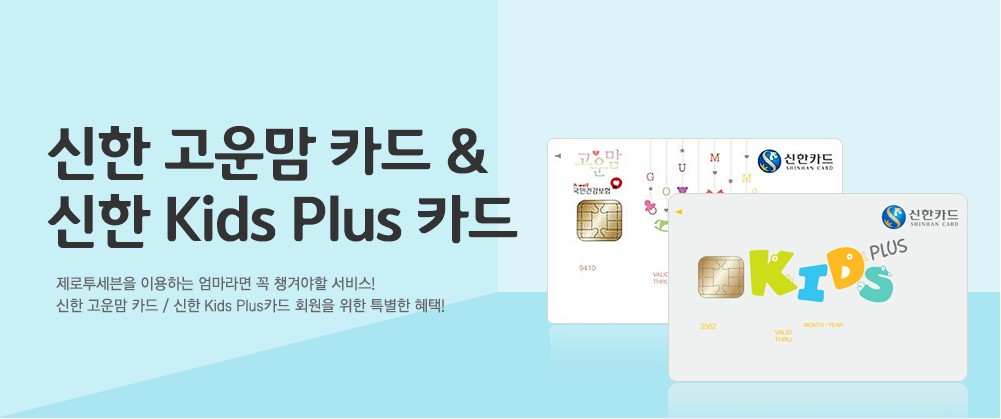 신한 고운맘 카드 &
신한 Kids Plus 카드
제로투세븐을 이용하는 엄마라면 꼭 챙겨야할 서비스!
신한 고운맘 카드 / 신한 Kids Plus카드 회원을 위한 특별한 혜택!
고운맘
국민건강보험
G O U M M
신한카드
SHINHAN CARD
9410
VALID
THRU
신한카드
SHINHAN CARD
KIDS PLUS
3562
VALID
THRU
MONTH / YEAR